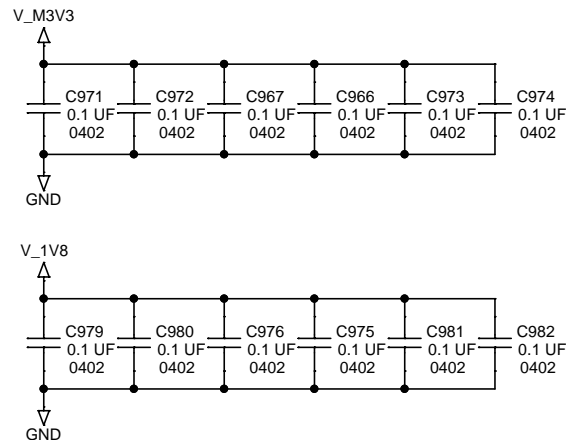 V_M3V3
C971 C972 C967 C966 C973 C974
0.1 UF 0.1 UF 0.1 UF 0.1 UF 0.1 UF 0.1 UF
0402 0402 0402 0402 0402 0402
GND
V_1V8
C979 C980 C976 C975 C981 C982
0.1 UF 0.1 UF 0.1 UF 0.1 UF 0.1 UF 0.1 UF
0402 0402 0402 0402 0402 0402
GND